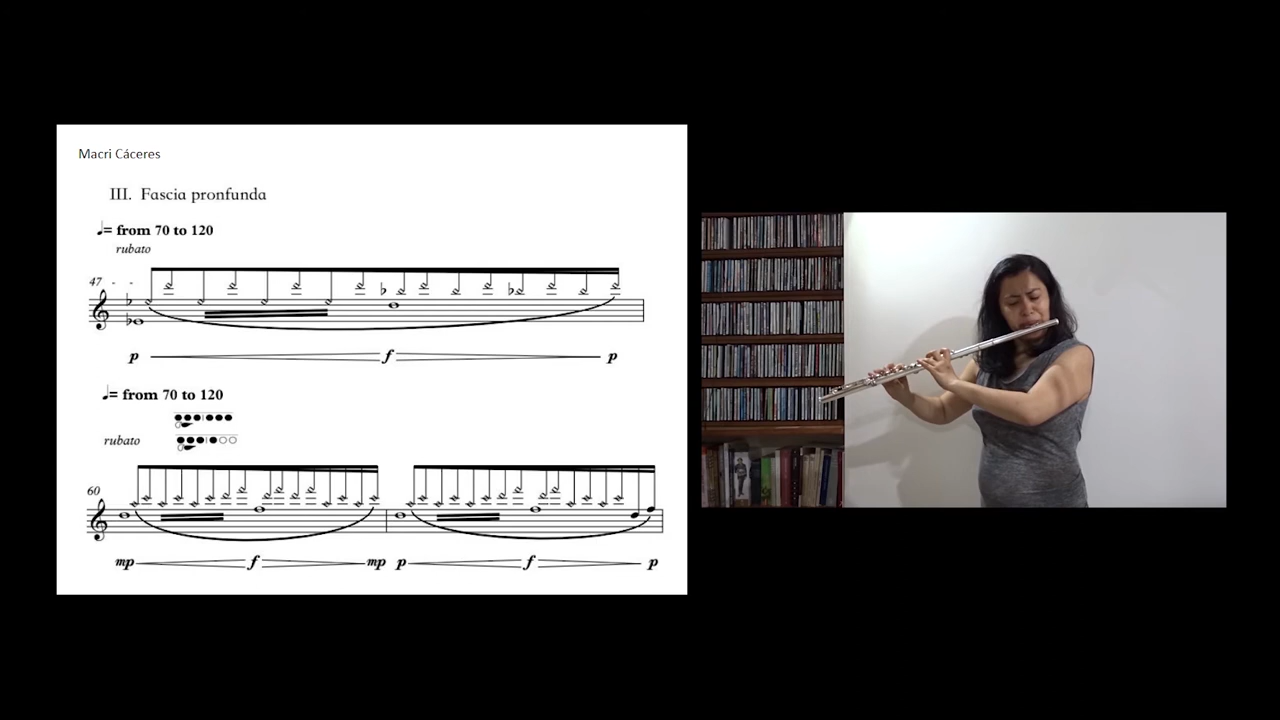 Macri Cáceres
III. Fascia pronfunda
♩= from 70 to 120
rubato
47
p f p
♩= from 70 to 120
rubato
60
mp f mp p f p